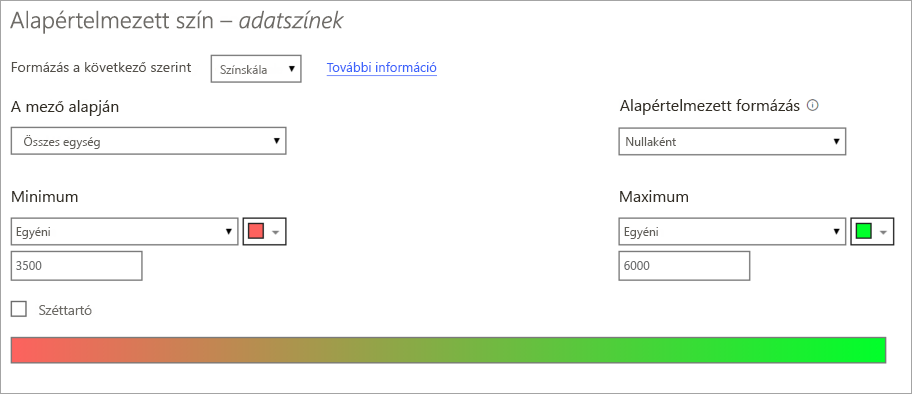 Alapértelmezett szín – adatszínek
Formázás a következő szerint Színskála További információ
A mező alapján
Alapértelmezett formázás
Összes egység
Nullaként
Minimum
Maximum
Egyéni
Egyéni
3500
6000
Széttartó